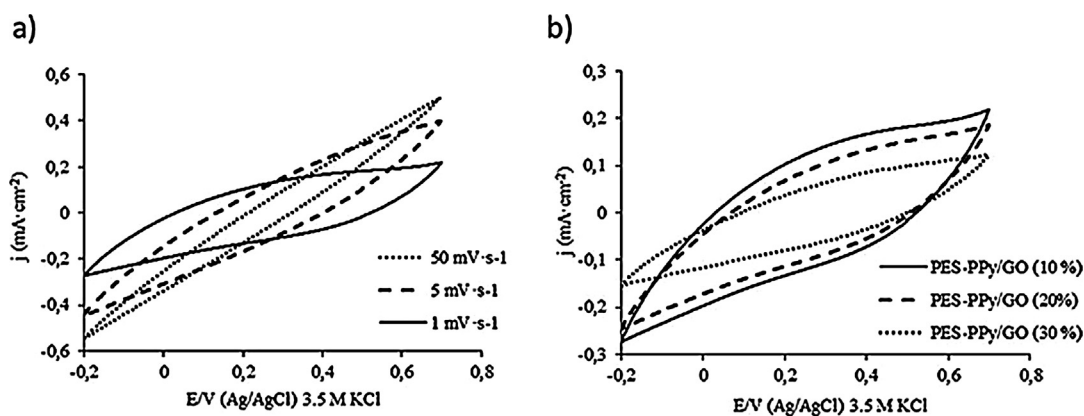 a)
0,6
0,4
0,2
0
-0,2
-0,4
-0,6
j (mA·cm-2)
-0,2 0 0,2 0,4 0,6 0,8
E/V (Ag/AgCl) 3.5 M KCl
50 mV·s-1
5 mV·s-1
1 mV·s-1
b)
0,3
0,2
0,1
0
-0,1
-0,2
-0,3
j (mA·cm-2)
-0,2 0 0,2 0,4 0,6 0,8
E/V (Ag/AgCl) 3.5 M KCl
PES-PPy/GO (10%)
PES-PPy/GO (20%)
PES-PPy/GO (30%)